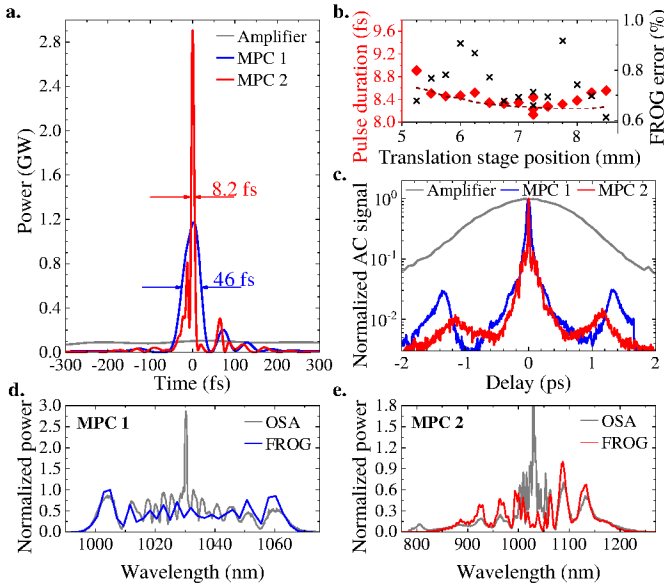 a.
Amplifier
MPC 1
MPC 2
8.2 fs
46 fs
Power (GW)
2.8
2.4
2.0
1.6
1.2
0.8
0.4
0.0
-300 -200 -100 0 100 200 300
Time (fs)
b.
Pulse duration (fs)
9.6
9.2
8.8
8.4
8.0
FROG error (%)
1.0
0.8
0.6
5 6 7 8
Translation stage position (mm)
c.
Amplifier MPC 1 MPC 2
Normalized AC signal
10^0
10^-1
10^-2
-2 -1 0 1 2
Delay (ps)
d.
MPC 1
OSA
FROG
Normalized power
3.0
2.5
2.0
1.5
1.0
0.5
0.0
1000 1020 1040 1060
Wavelength (nm)
e.
MPC 2
OSA
FROG
Normalized power
1.8
1.2
0.6
0.0
800 900 1000 1100 1200
Wavelength (nm)